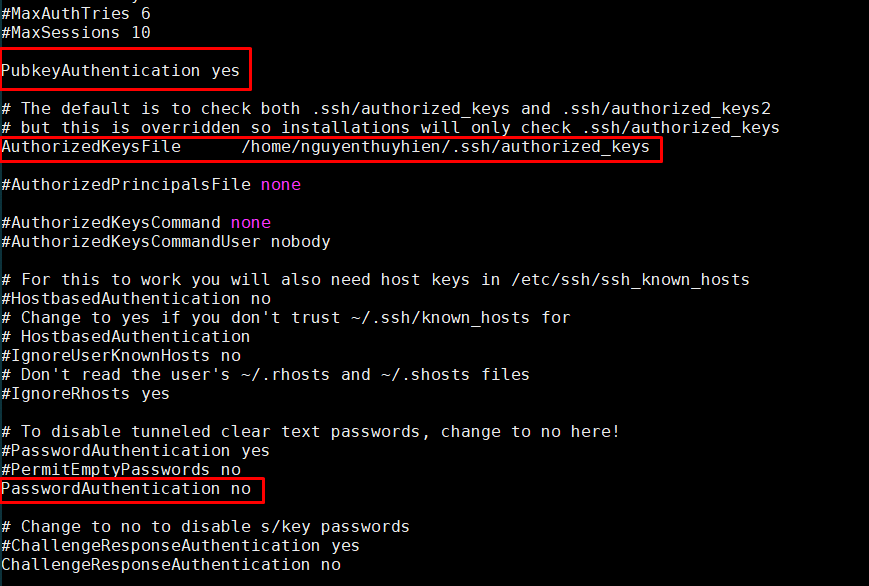 #MaxAuthTries 6
#MaxSessions 10
PubkeyAuthentication yes
# The default is to check both .ssh/authorized_keys and .ssh/authorized_keys2
# but this is overridden so installations will only check .ssh/authorized_keys
AuthorizedKeysFile      /home/nguyenthuyhien/.ssh/authorized_keys
#AuthorizedPrincipalsFile none
#AuthorizedKeysCommand none
#AuthorizedKeysCommandUser nobody
# For this to work you will also need host keys in /etc/ssh/ssh_known_hosts
#HostbasedAuthentication no
# Change to yes if you don't trust ~/.ssh/known_hosts for
# HostbasedAuthentication
#IgnoreUserKnownHosts no
# Don't read the user's ~/.rhosts and ~/.shosts files
#IgnoreRhosts yes
# To disable tunneled clear text passwords, change to no here!
#PasswordAuthentication yes
#PermitEmptyPasswords no
PasswordAuthentication no
# Change to no to disable s/key passwords
#ChallengeResponseAuthentication yes
ChallengeResponseAuthentication no